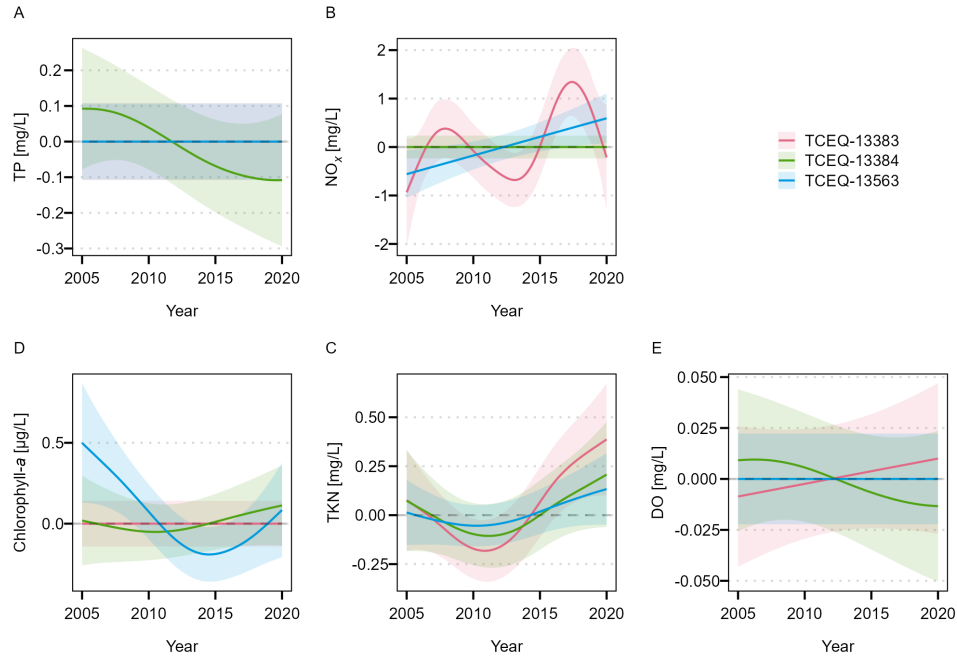 A
B
TP [mg/L]
0.2
0.1
0.0
-0.1
-0.2
-0.3
2005 2010 2015 2020
Year
NOx [mg/L]
2
1
0
-1
-2
2005 2010 2015 2020
Year
TCEQ-13383
TCEQ-13384
TCEQ-13563
D
C
E
Chlorophyll-a [µg/L]
0.5
0.0
2005 2010 2015 2020
Year
TKN [mg/L]
0.50
0.25
0.00
-0.25
2005 2010 2015 2020
Year
DO [mg/L]
0.050
0.025
0.000
-0.025
-0.050
2005 2010 2015 2020
Year